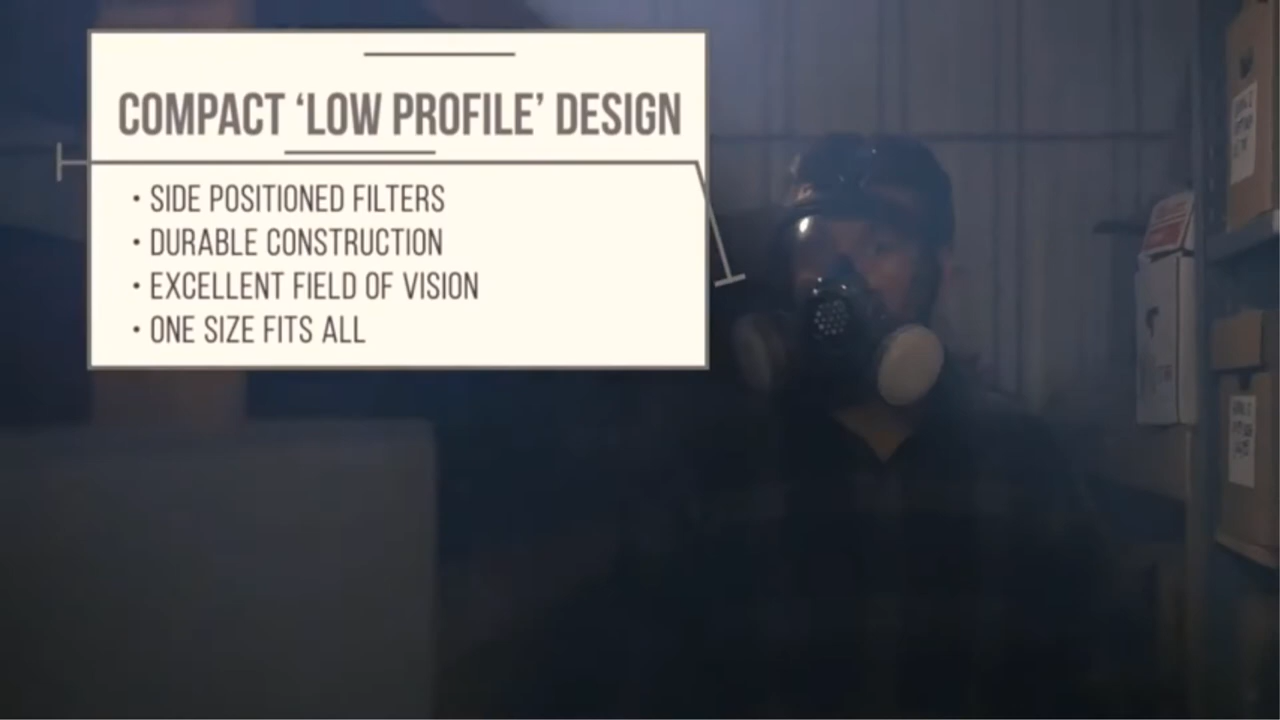 COMPACT ‘LOW PROFILE’ DESIGN
• SIDE POSITIONED FILTERS
• DURABLE CONSTRUCTION
• EXCELLENT FIELD OF VISION
• ONE SIZE FITS ALL